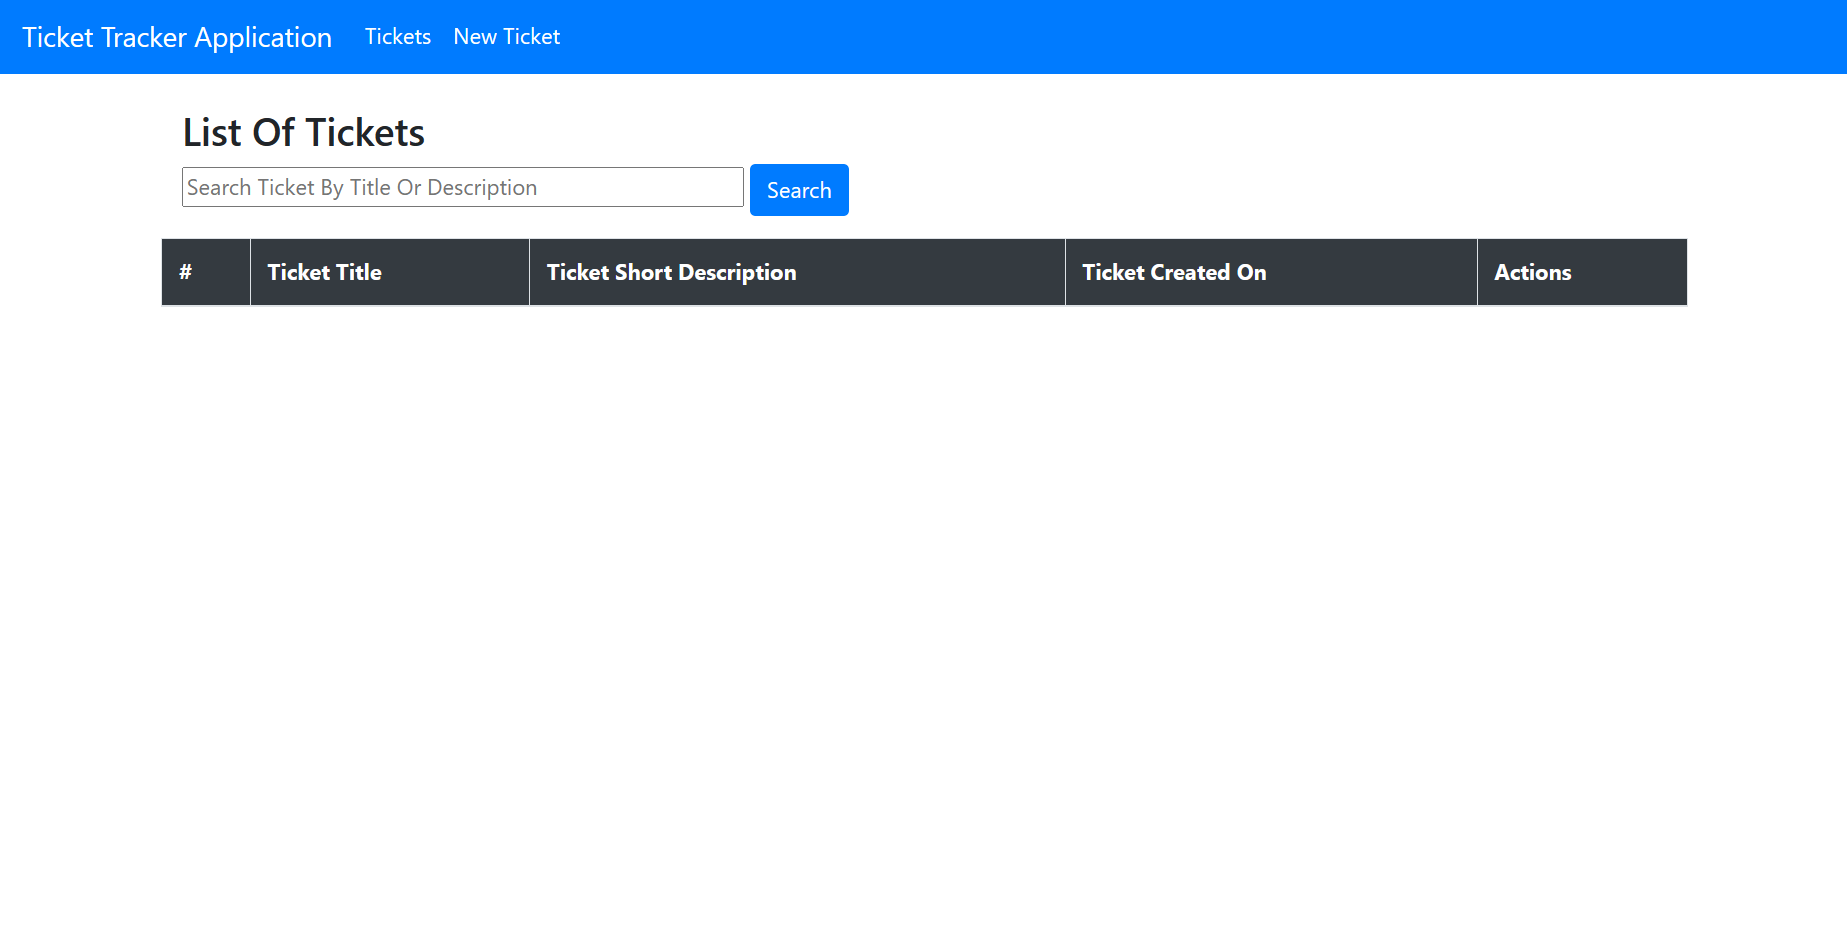 Ticket Tracker Application Tickets New Ticket
List Of Tickets
Search Ticket By Title Or Description Search
# Ticket Title Ticket Short Description Ticket Created On Actions